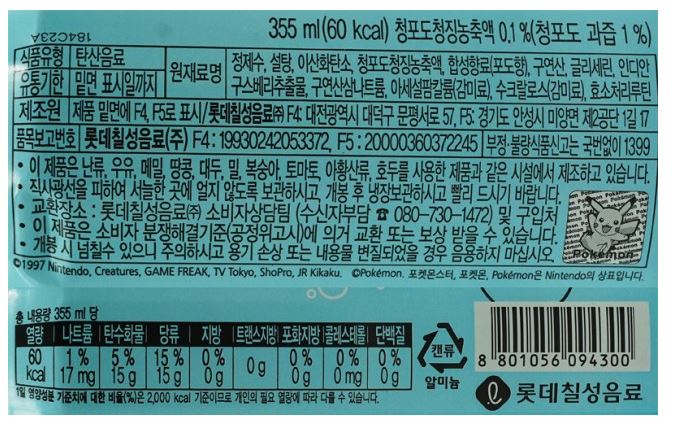 184C23A
355 ml(60 kcal) 청포도청징농축액 0.1 %(청포도 과즙 1 %)
식품유형 탄산음료
유통기한 밑면 표시일까지
원재료명 정제수, 설탕, 이산화탄소, 청포도청징농축액, 합성향료(포도향), 구연산, 글리세린, 인디안
구스베리추출물, 구연산삼나트륨, 아세설팜칼륨(감미료), 수크랄로스(감미료), 효소처리루틴
제조원 제품 밑면에 F4, F5로 표시/롯데칠성음료㈜ F4: 대전광역시 대덕구 문평서로 57, F5: 경기도 안성시 미양면 제2공단 1길 17
품목보고번호 롯데칠성음료(주) F4:19930242053372, F5:20000360372245 부정·불량식품신고는 국번없이 1399
• 이 제품은 난류, 우유, 메밀, 땅콩, 대두, 밀, 복숭아, 토마토, 아황산류, 호두를 사용한 제품과 같은 시설에서 제조하고 있습니다.
• 직사광선을 피하여 서늘한 곳에 얼지 않도록 보관하시고, 개봉 후 냉장보관하시고 빨리 드시기 바랍니다.
• 교환장소 : 롯데칠성음료㈜ 소비자상담팀 (수신자부담 ☎ 080-730-1472) 및 구입처
• 이 제품은 소비자 분쟁해결기준(공정위고시)에 의거 교환 또는 보상 받을 수 있습니다.
• 개봉 시 넘칠수 있으니 주의하시고 용기 손상 또는 내용물 변질되었을 경우 음용하지 마십시오.
Pokémon
©1997 Nintendo, Creatures, GAME FREAK, TV Tokyo, ShoPro, JR Kikaku. ©Pokémon. 포켓몬스터, 포켓몬, Pokémon은 Nintendo의 상표입니다.
총 내용량 355 ml 당
열량 나트륨 탄수화물 당류 지방 트랜스지방 포화지방 콜레스테롤 단백질
60 kcal 1 % 17 mg 5 % 15 g 15 % 15 g 0 % 0 g 0 g 0 % 0 g 0 % 0 mg 0 % 0 g
1일 영양성분 기준치에 대한 비율(%)은 2,000 kcal 기준이므로 개인의 필요 열량에 따라 다를 수 있습니다.
캔류
알미늄
8 801056 094300
롯데칠성음료